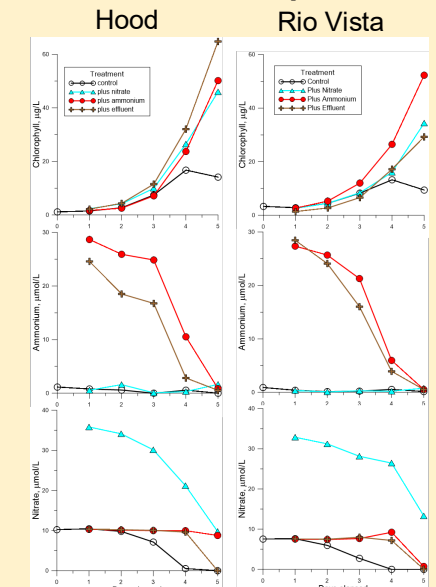 Hood
Rio Vista
Chlorophyll, µg/L
60
40
20
0
Treatment
control
plus nitrate
plus ammonium
plus effluent
0 1 2 3 4 5
Chlorophyll, µg/L
60
40
20
0
Treatment
Control
Plus Nitrate
Plus Ammonium
Plus Effluent
0 1 2 3 4 5
Ammonium, µmol/L
30
20
10
0
0 1 2 3 4 5
Ammonium, µmol/L
30
20
10
0
0 1 2 3 4 5
Nitrate, µmol/L
40
30
20
10
0
0 1 2 3 4 5
Nitrate, µmol/L
40
30
20
10
0
0 1 2 3 4 5